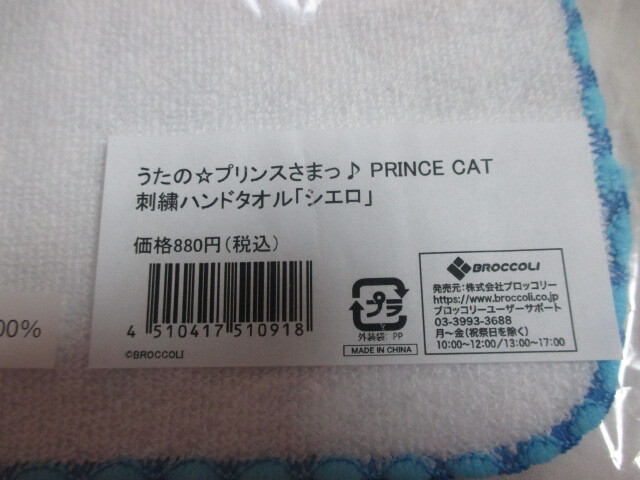 うたの☆プリンスさまっ♪ PRINCE CAT
刺繍ハンドタオル「シエロ」
価格880円(税込)
4 510417 510918
©BROCCOLI
プラ
外装袋: PP
MADE IN CHINA
BROCCOLI
発売元:株式会社ブロッコリー
https://www.broccoli.co.jp
ブロッコリーユーザーサポート
03-3993-3688
月~金(祝祭日を除く)
10:00~12:00/13:00~17:00
00%